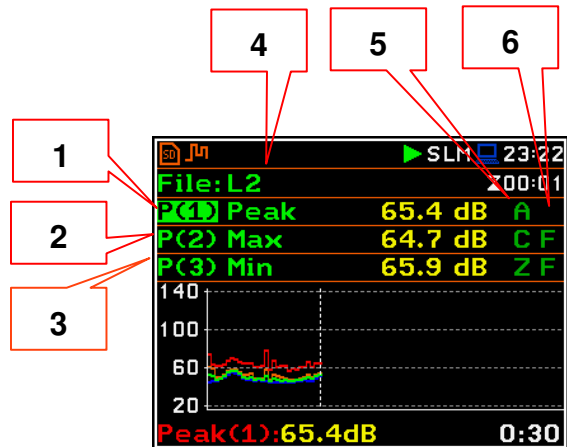 4 5 6
1
2
3
SD SLM 23:22
File:L2 00:01
P(1) Peak 65.4 dB A
P(2) Max 64.7 dB C F
P(3) Min 65.9 dB Z F
140
100
60
20
Peak(1):65.4dB 0:30